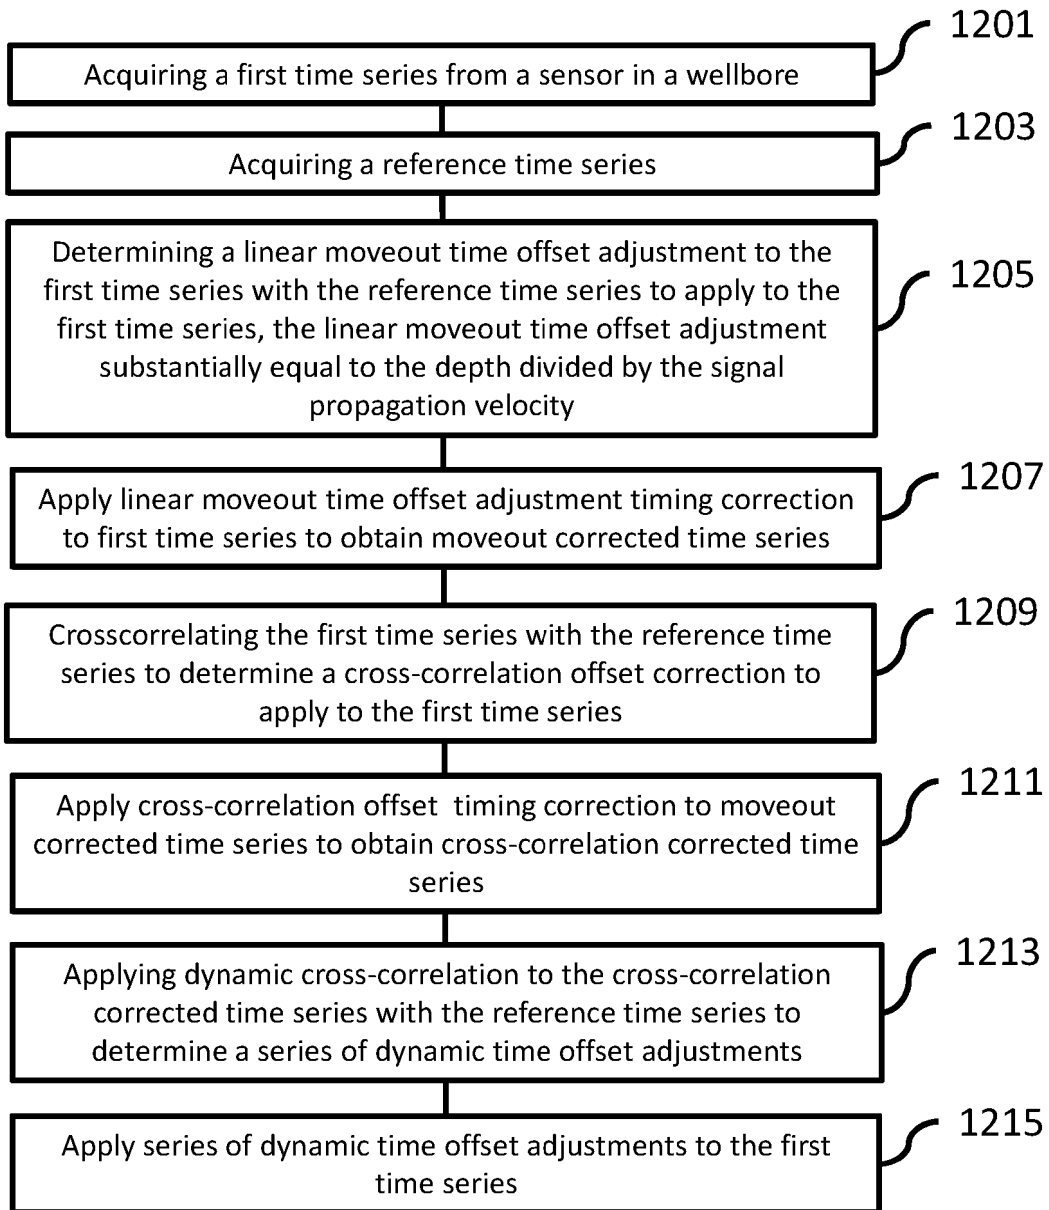 1201
Acquiring a first time series from a sensor in a wellbore
1203
Acquiring a reference time series
Determining a linear moveout time offset adjustment to the
first time series with the reference time series to apply to the
1205
first time series, the linear moveout time offset adjustment
substantially equal to the depth divided by the signal
propagation velocity
1207
Apply linear moveout time offset adjustment timing correction
to first time series to obtain moveout corrected time series
1209
Crosscorrelating the first time series with the reference time
series to determine a cross-correlation offset correction to
apply to the first time series
1211
Apply cross-correlation offset timing correction to moveout
corrected time series to obtain cross-correlation corrected time
series
1213
Applying dynamic cross-correlation to the cross-correlation
corrected time series with the reference time series to
determine a series of dynamic time offset adjustments
1215
Apply series of dynamic time offset adjustments to the first
time series